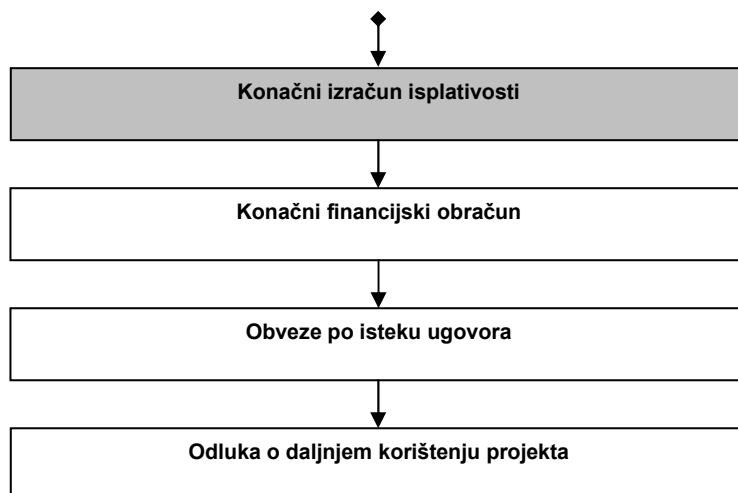 Konačni izračun isplativosti
Konačni financijski obračun
Obveze po isteku ugovora
Odluka o daljnjem korištenju projekta